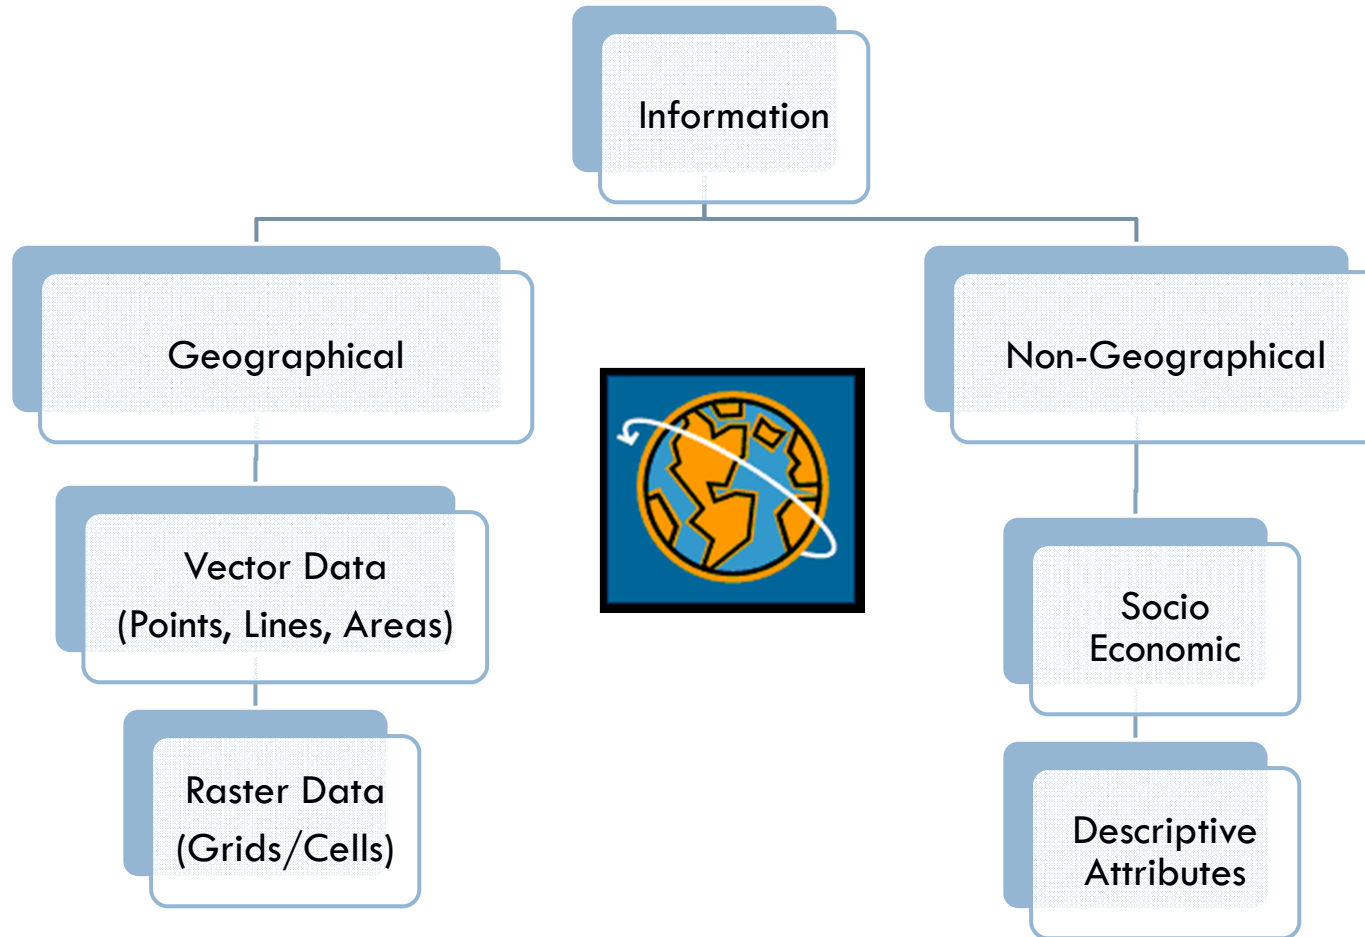 Information
Geographical
Non-Geographical
Vector Data
(Points, Lines, Areas)
Socio
Economic
Raster Data
(Grids/Cells)
Descriptive
Attributes